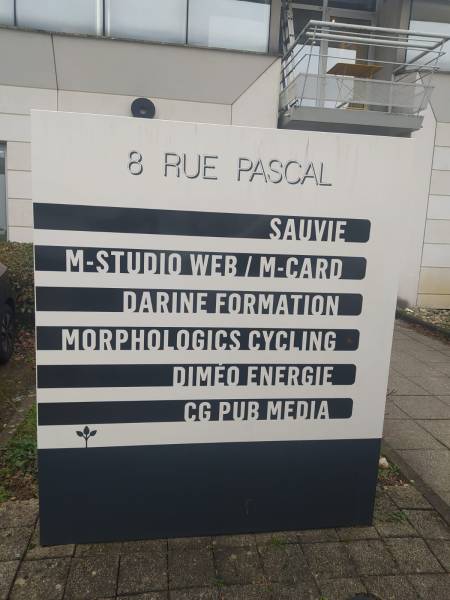 8 RUE PASCAL
SAUVIE
M-STUDIO WEB / M-CARD
DARINE FORMATION
MORPHOLOGICS CYCLING
DIMÉO ENERGIE
CG PUB MEDIA